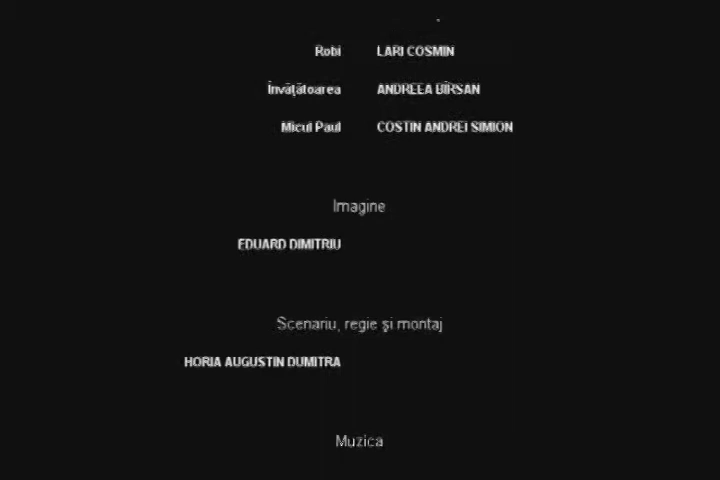 Robi LARI COSMIN
Învăţătoarea ANDREEA BÎRSAN
Micul Paul COSTIN ANDREI SIMION
Imagine
EDUARD DIMITRIU
Scenariu, regie şi montaj
HORIA AUGUSTIN DUMITRA
Muzica